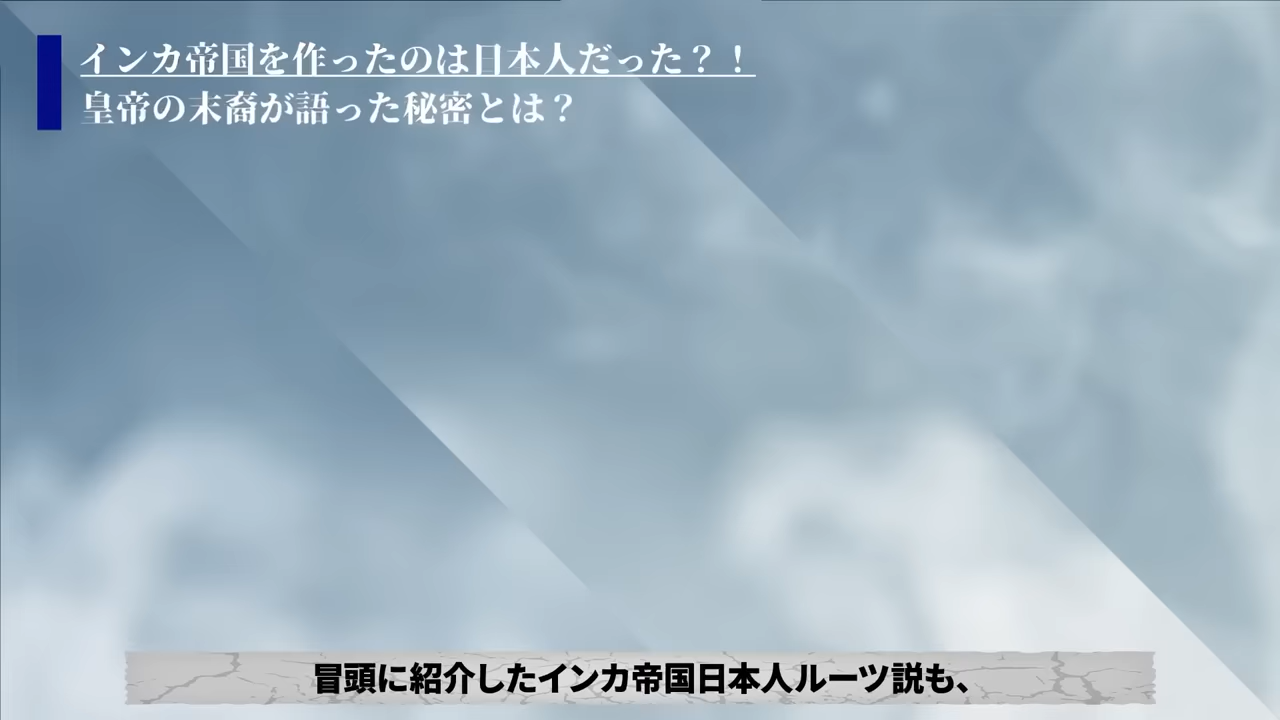 インカ帝国を作ったのは日本人だった？！
皇帝の末裔が語った秘密とは？
冒頭に紹介したインカ帝国日本人ルーツ説も、